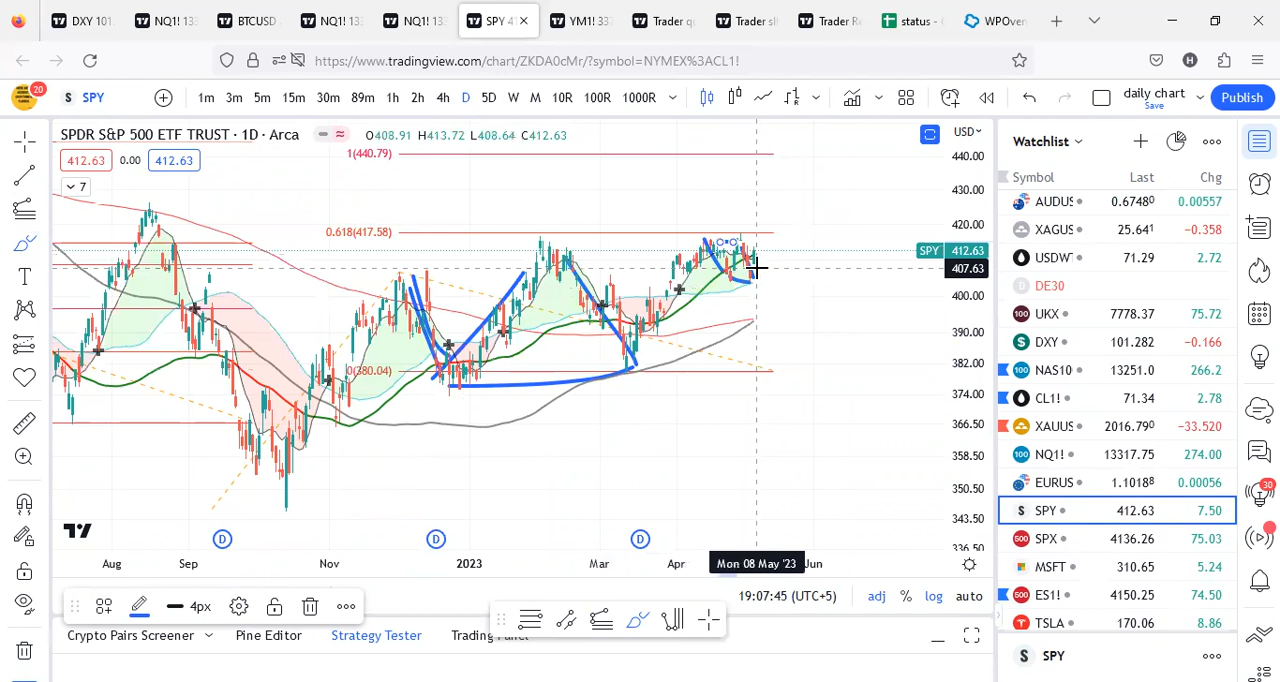 DXY 101. NQ1! 13 BTCUSD NQ1! 13 NQ1! 13 SPY 41 YM1! 33 Trader q Trader sl Trader R status - WPOver
https://www.tradingview.com/chart/ZKDA0cMr/?symbol=NYMEX%3ACL1!
20 SPY 1m 3m 5m 15m 30m 89m 1h 2h 4h D 5D W M 10R 100R 1000R daily chart Save Publish
SPDR S&P 500 ETF TRUST · 1D · Arca O408.91 H413.72 L408.64 C412.63 USD
412.63 0.00 412.63
7
1(440.79)
0.618(417.58)
0(380.04)
440.00
430.00
420.00
SPY 412.63
407.63
400.00
390.00
382.00
374.00
366.50
358.50
350.50
343.50
336.50
D D D
Aug Sep Nov 2023 Mar Apr Mon 08 May '23 Jun
4px
19:07:45 (UTC+5) adj % log auto
Crypto Pairs Screener Pine Editor Strategy Tester Trading Panel
Watchlist
Symbol Last Chg
AUDUS 0.6748⁰ 0.00557
XAGUS 25.64¹ −0.358
USDWT 71.29 2.72
DE30
UKX 7778.37 75.72
DXY 101.282 −0.166
NAS10 13251.0 266.2
CL1! 71.34 2.78
XAUUS 2016.79⁰ −33.520
NQ1! 13317.75 274.00
EURUS 1.1018⁸ 0.00056
SPY 412.63 7.50
SPX 4136.26 75.03
MSFT 310.65 5.24
ES1! 4150.25 74.50
TSLA 170.06 8.86
SPY
30